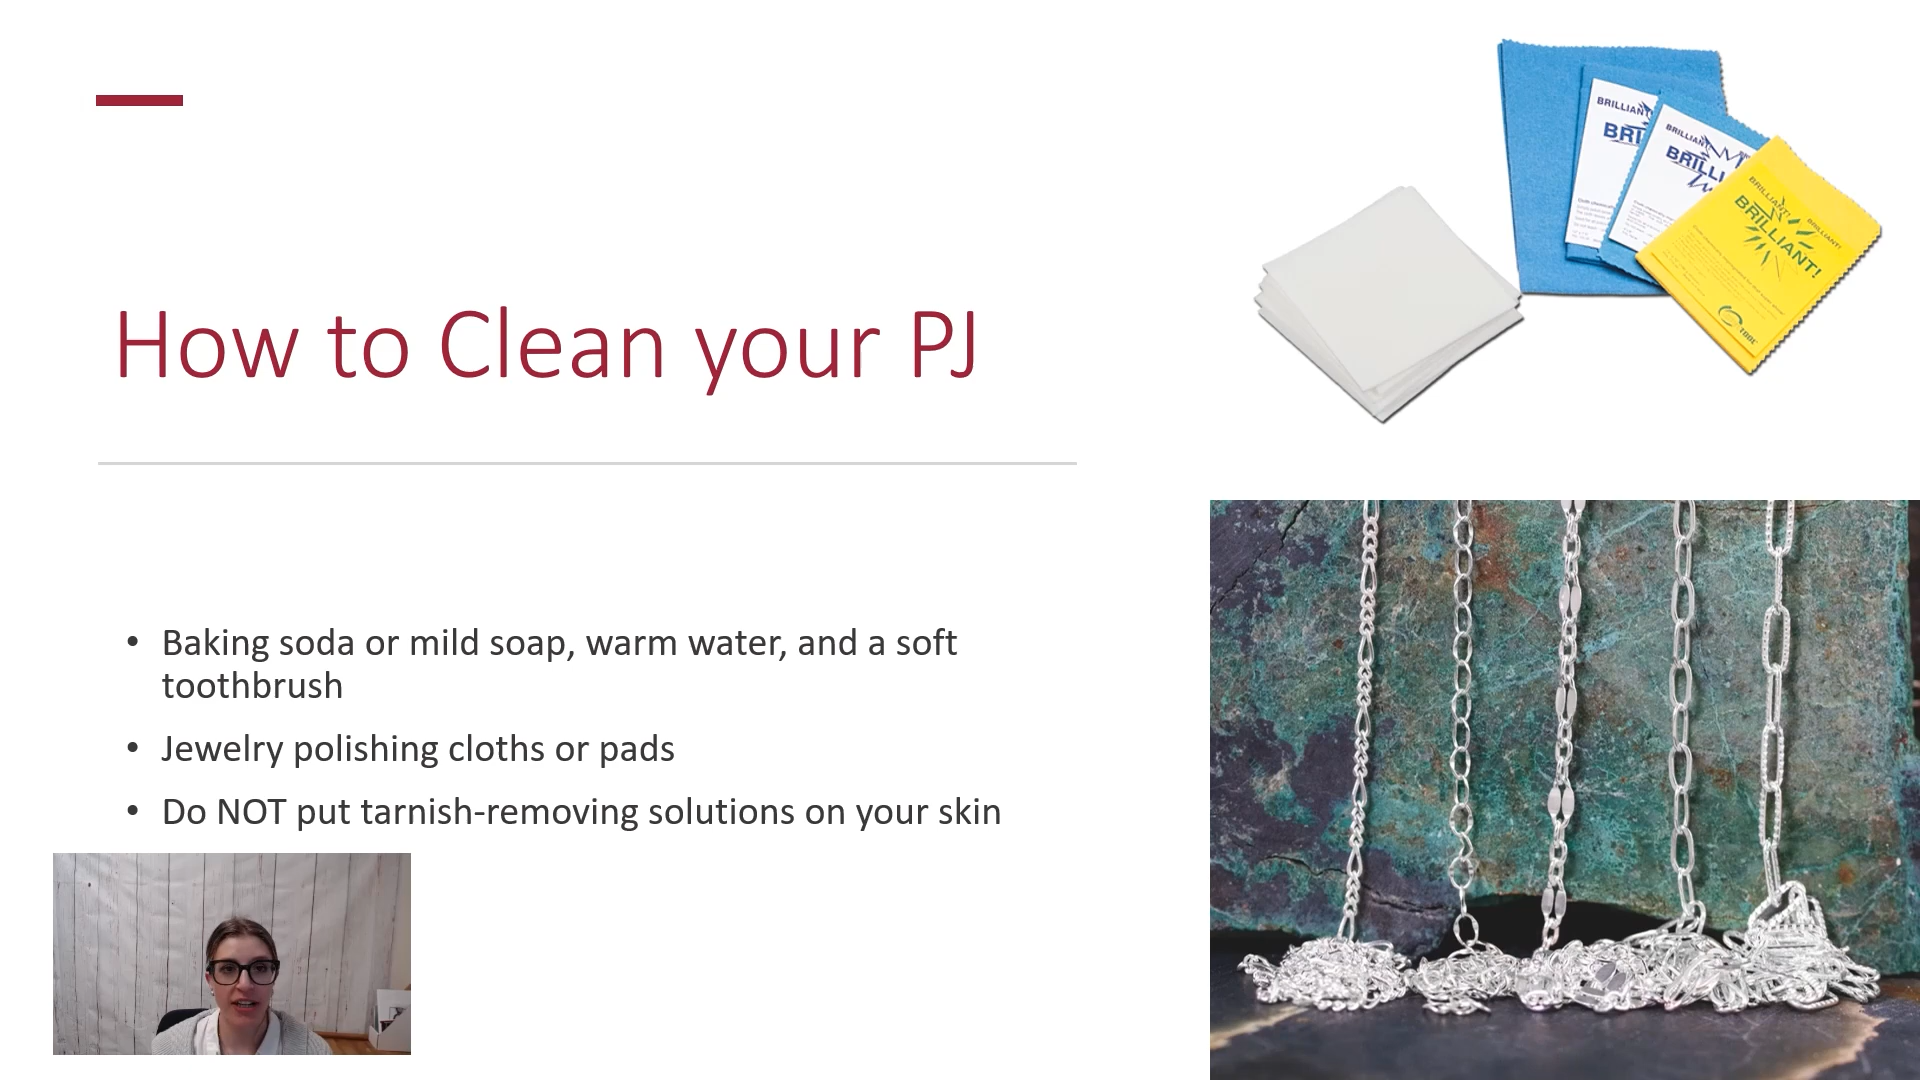 How to Clean your PJ
• Baking soda or mild soap, warm water, and a soft
toothbrush
• Jewelry polishing cloths or pads
• Do NOT put tarnish-removing solutions on your skin
BRILLIANT!
BRILLIANT!
BRILLIANT!